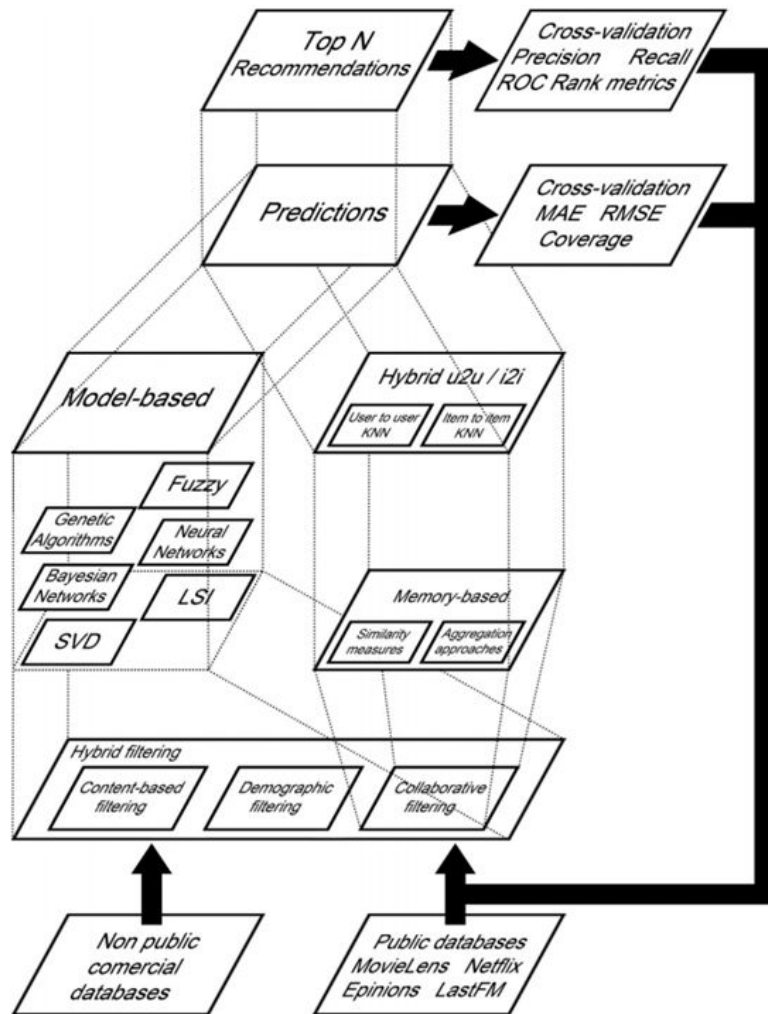 Top N
Recommendations
Cross-validation
Precision Recall
ROC Rank metrics
Predictions
Cross-validation
MAE RMSE
Coverage
Model-based
Hybrid u2u / i2i
User to user
KNN
Item to item
KNN
Fuzzy
Genetic
Algorithms
Neural
Networks
Bayesian
Networks
LSI
SVD
Memory-based
Similarity
measures
Aggregation
approaches
Hybrid filtering
Content-based
filtering
Demographic
filtering
Collaborative
filtering
Non public
comercial
databases
Public databases
MovieLens Netflix
Epinions LastFM